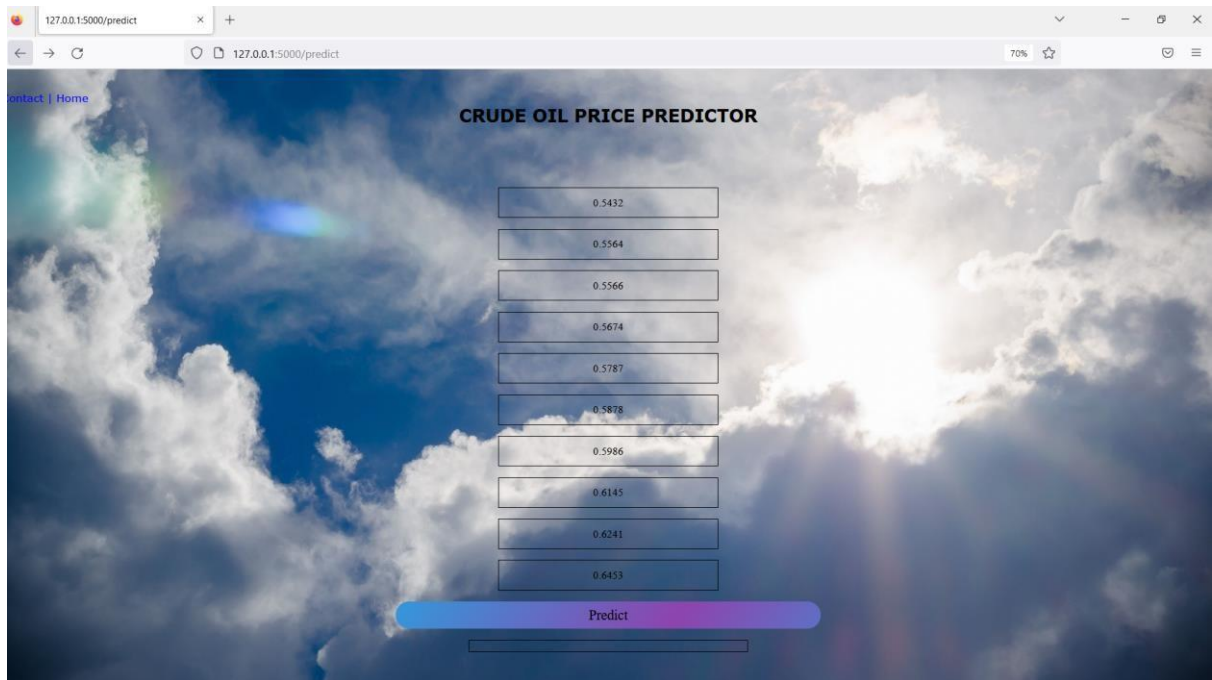 127.0.0.1:5000/predict
127.0.0.1:5000/predict
70%
ontact | Home
CRUDE OIL PRICE PREDICTOR
0.5432
0.5564
0.5566
0.5674
0.5787
0.5878
0.5986
0.6145
0.6241
0.6453
Predict